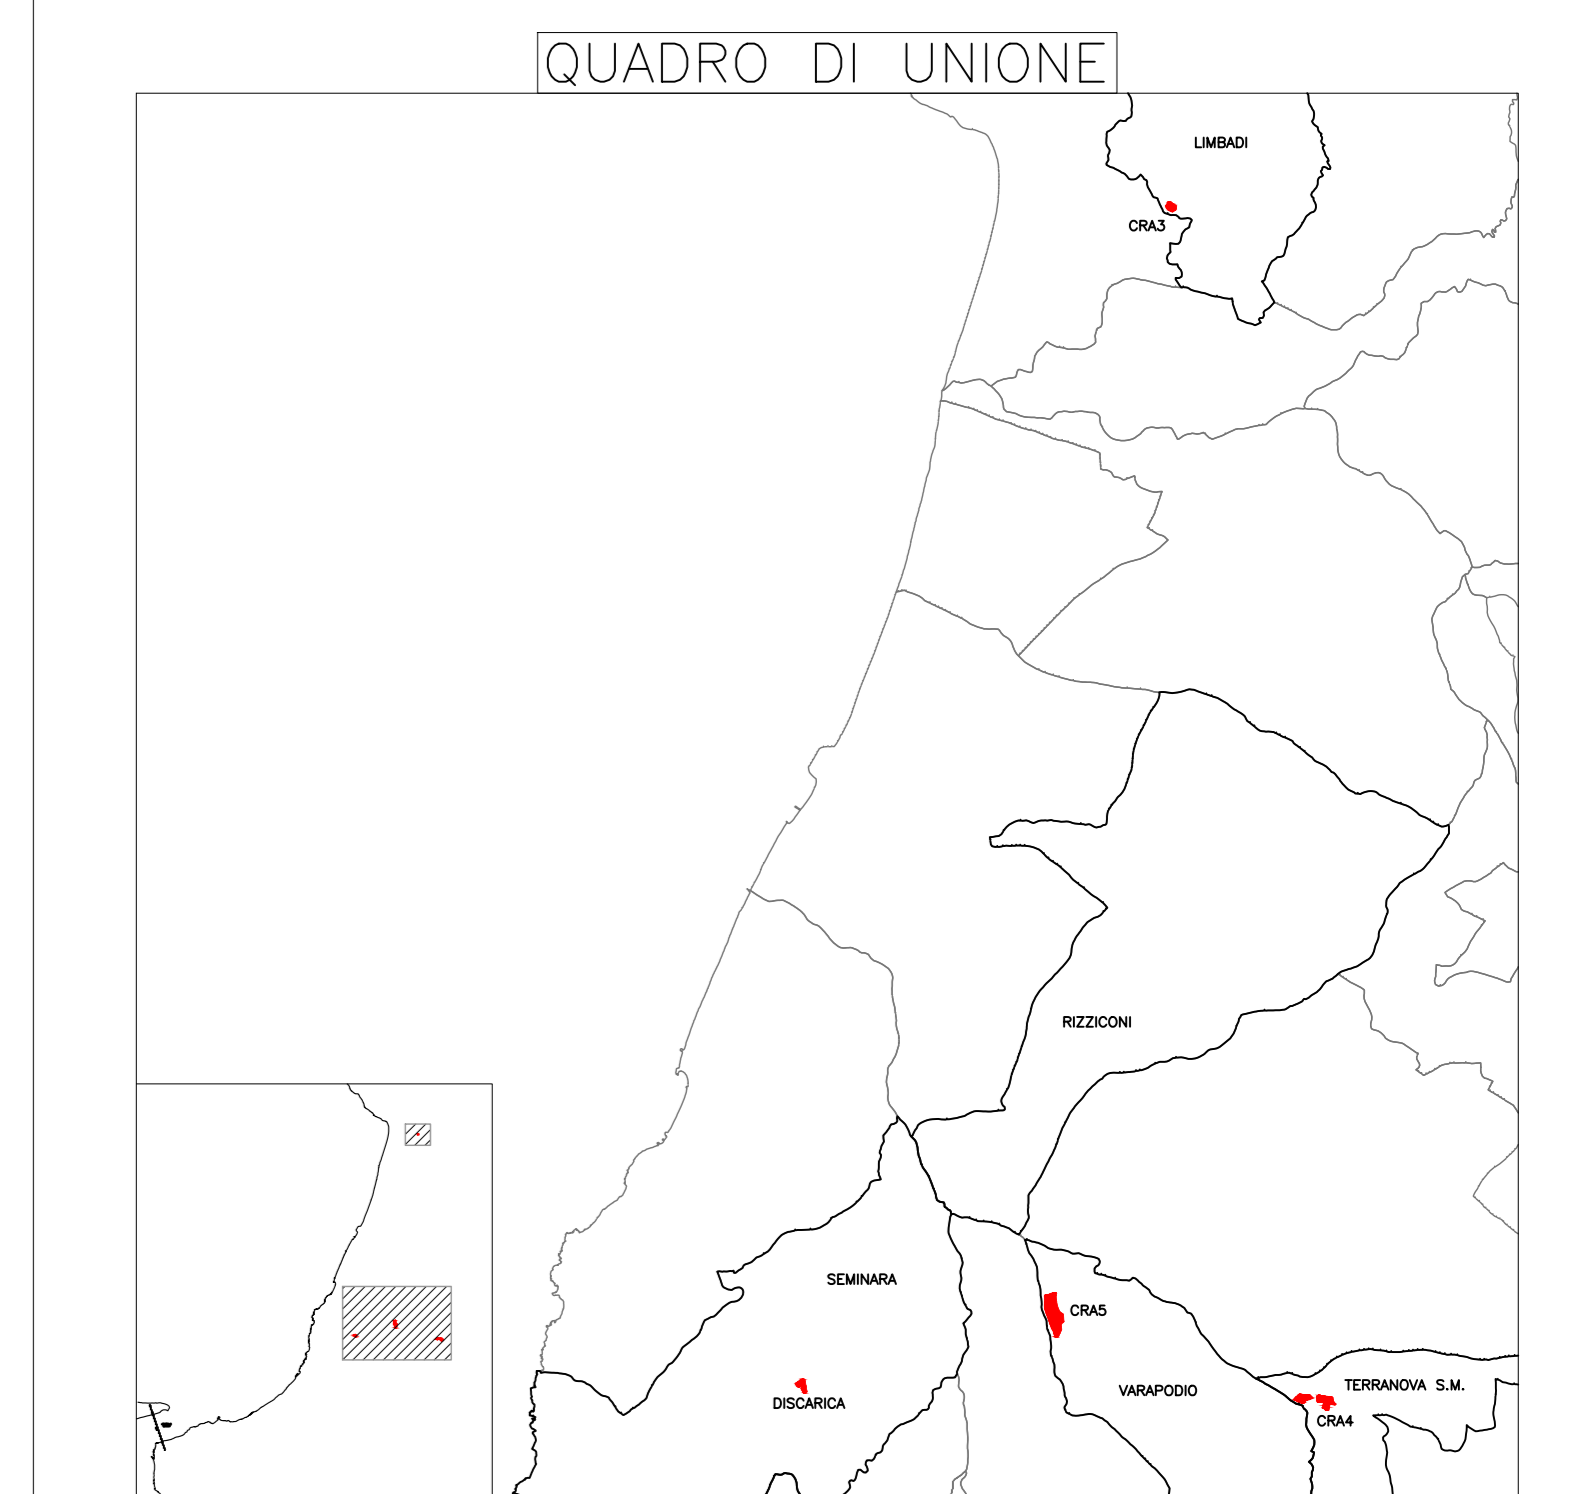 QUADRO DI UNIONE
LIMBADI
CRA3
RIZZICONI
SEMINARA
CRA5
DISCARICA
VARAPODIO
TERRANOVA S.M.
CRA4